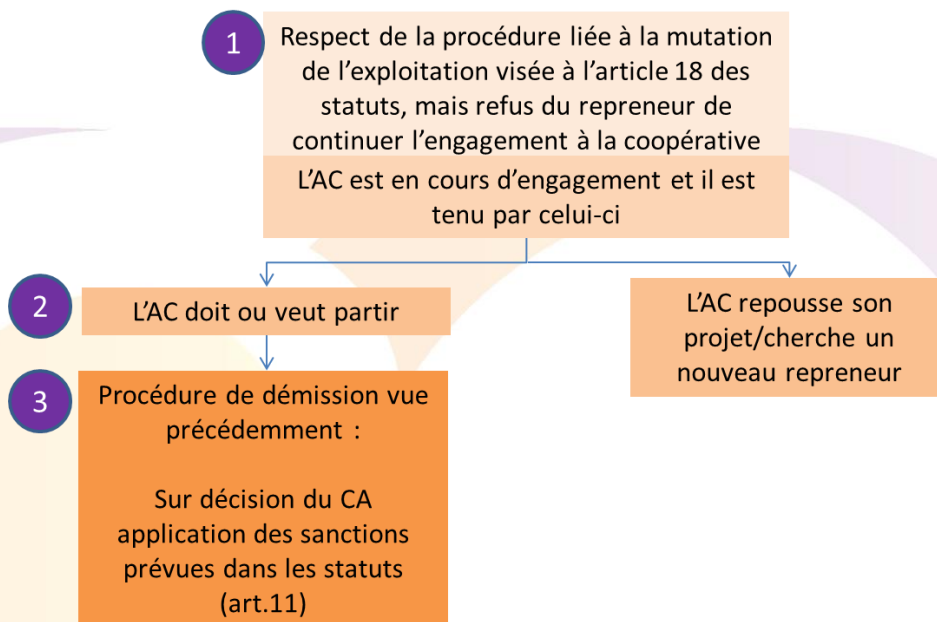 1
Respect de la procédure liée à la mutation
de l’exploitation visée à l’article 18 des
statuts, mais refus du repreneur de
continuer l’engagement à la coopérative
L’AC est en cours d’engagement et il est
tenu par celui-ci
2
L’AC doit ou veut partir
L’AC repousse son
projet/cherche un
nouveau repreneur
3
Procédure de démission vue
précédemment :
Sur décision du CA
application des sanctions
prévues dans les statuts
(art.11)